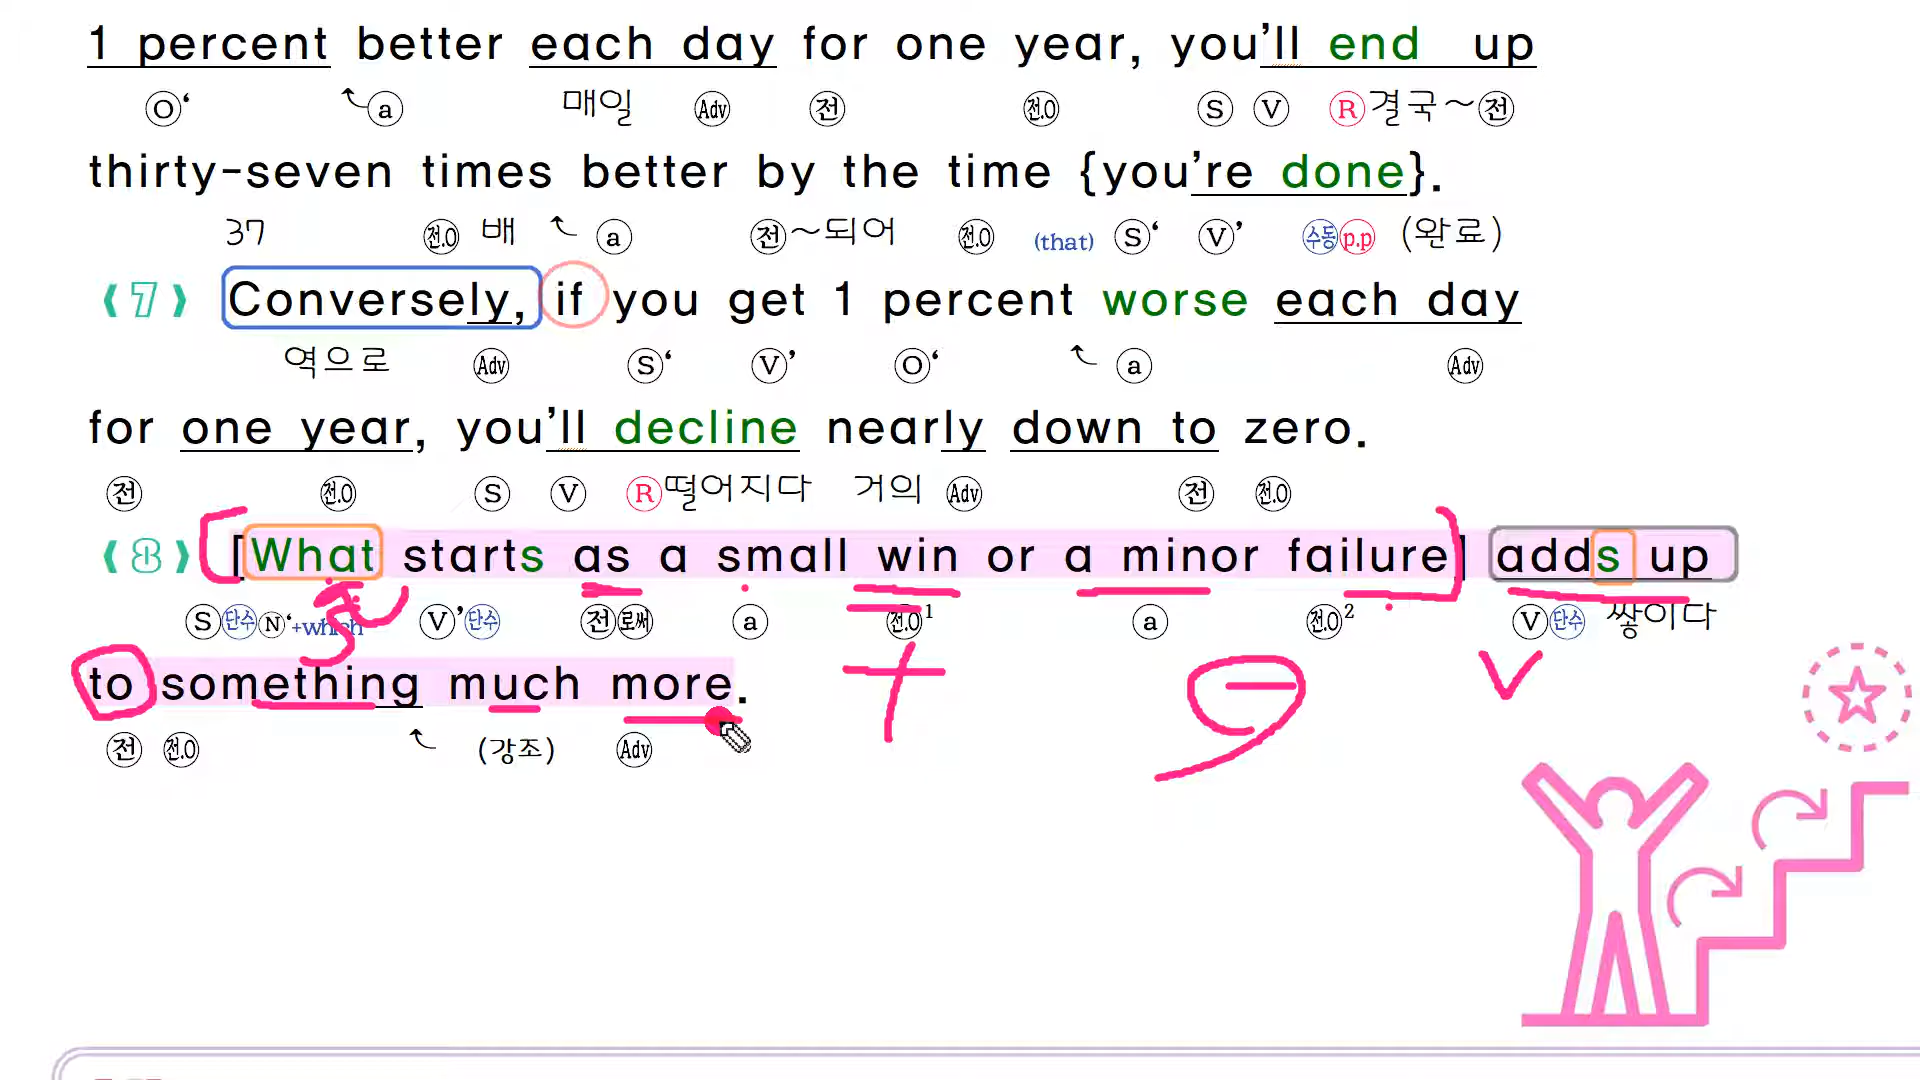 1 percent better each day for one year, you'll end up
O‘ a 매일 Adv 전 전.O S V R 결국~전
thirty-seven times better by the time {you're done}.
37 전.O 배 a 전~되어 전.O (that) S‘ V’ 수동 p.p (완료)
(7) Conversely, if you get 1 percent worse each day
역으로 Adv S‘ V’ O‘ a Adv
for one year, you'll decline nearly down to zero.
전 전.O S V R 떨어지다 거의 Adv 전 전.O
(8) [What starts as a small win or a minor failure] adds up
S 단수 N‘+which V’ 단수 전 로써 a 전.O1 a 전.O2 V 단수 쌓이다
to something much more.
전 전.O (강조) Adv